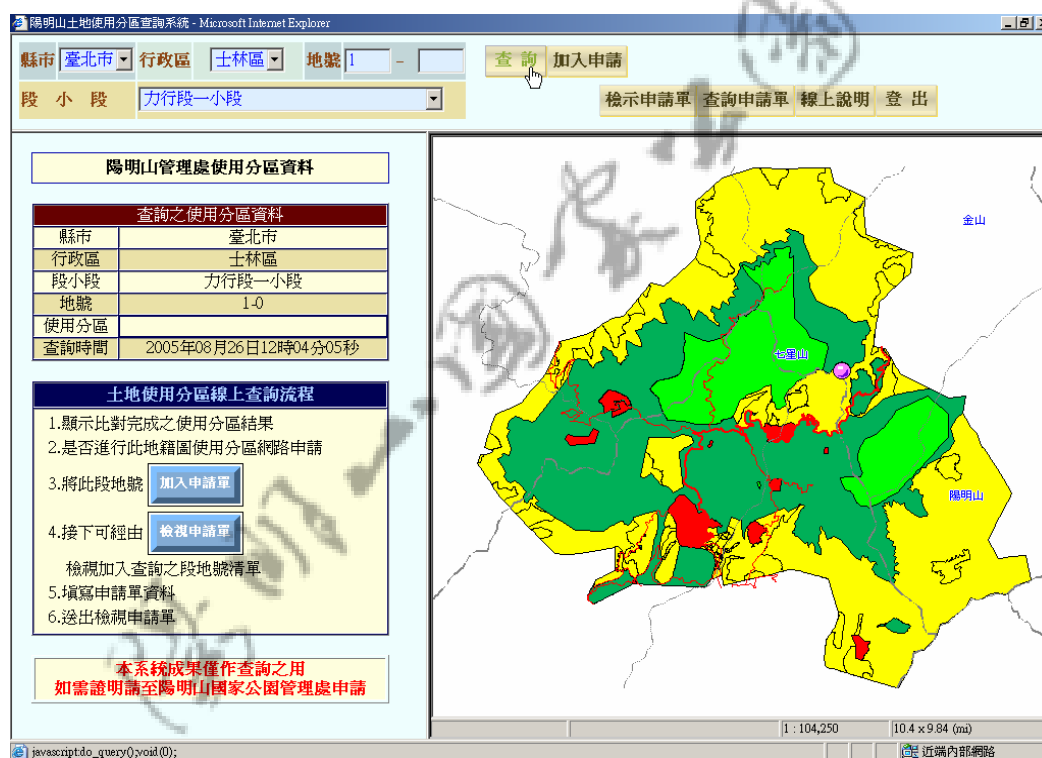 陽明山土地使用分區查詢系統 - Microsoft Internet Explorer
縣市 臺北市 行政區 士林區 地號 1 - 查詢 加入申請
段 小 段 力行段一小段
檢示申請單 查詢申請單 線上說明 登出
陽明山管理處使用分區資料
查詢之使用分區資料
縣市 臺北市
行政區 士林區
段小段 力行段一小段
地號 1-0
使用分區
查詢時間 2005年08月26日12時04分05秒
土地使用分區線上查詢流程
1.顯示比對完成之使用分區結果
2.是否進行此地籍圖使用分區網路申請
3.將此段地號 加入申請單
4.接下可經由 檢視申請單
檢視加入查詢之段地號清單
5.填寫申請單資料
6.送出檢視申請單
本系統成果僅作查詢之用
如需證明請至陽明山國家公園管理處申請
金山
七星山
陽明山
1 : 104,250 10.4 x 9.84 (mi)
javascript:do_query();void(0); 近端內部網路